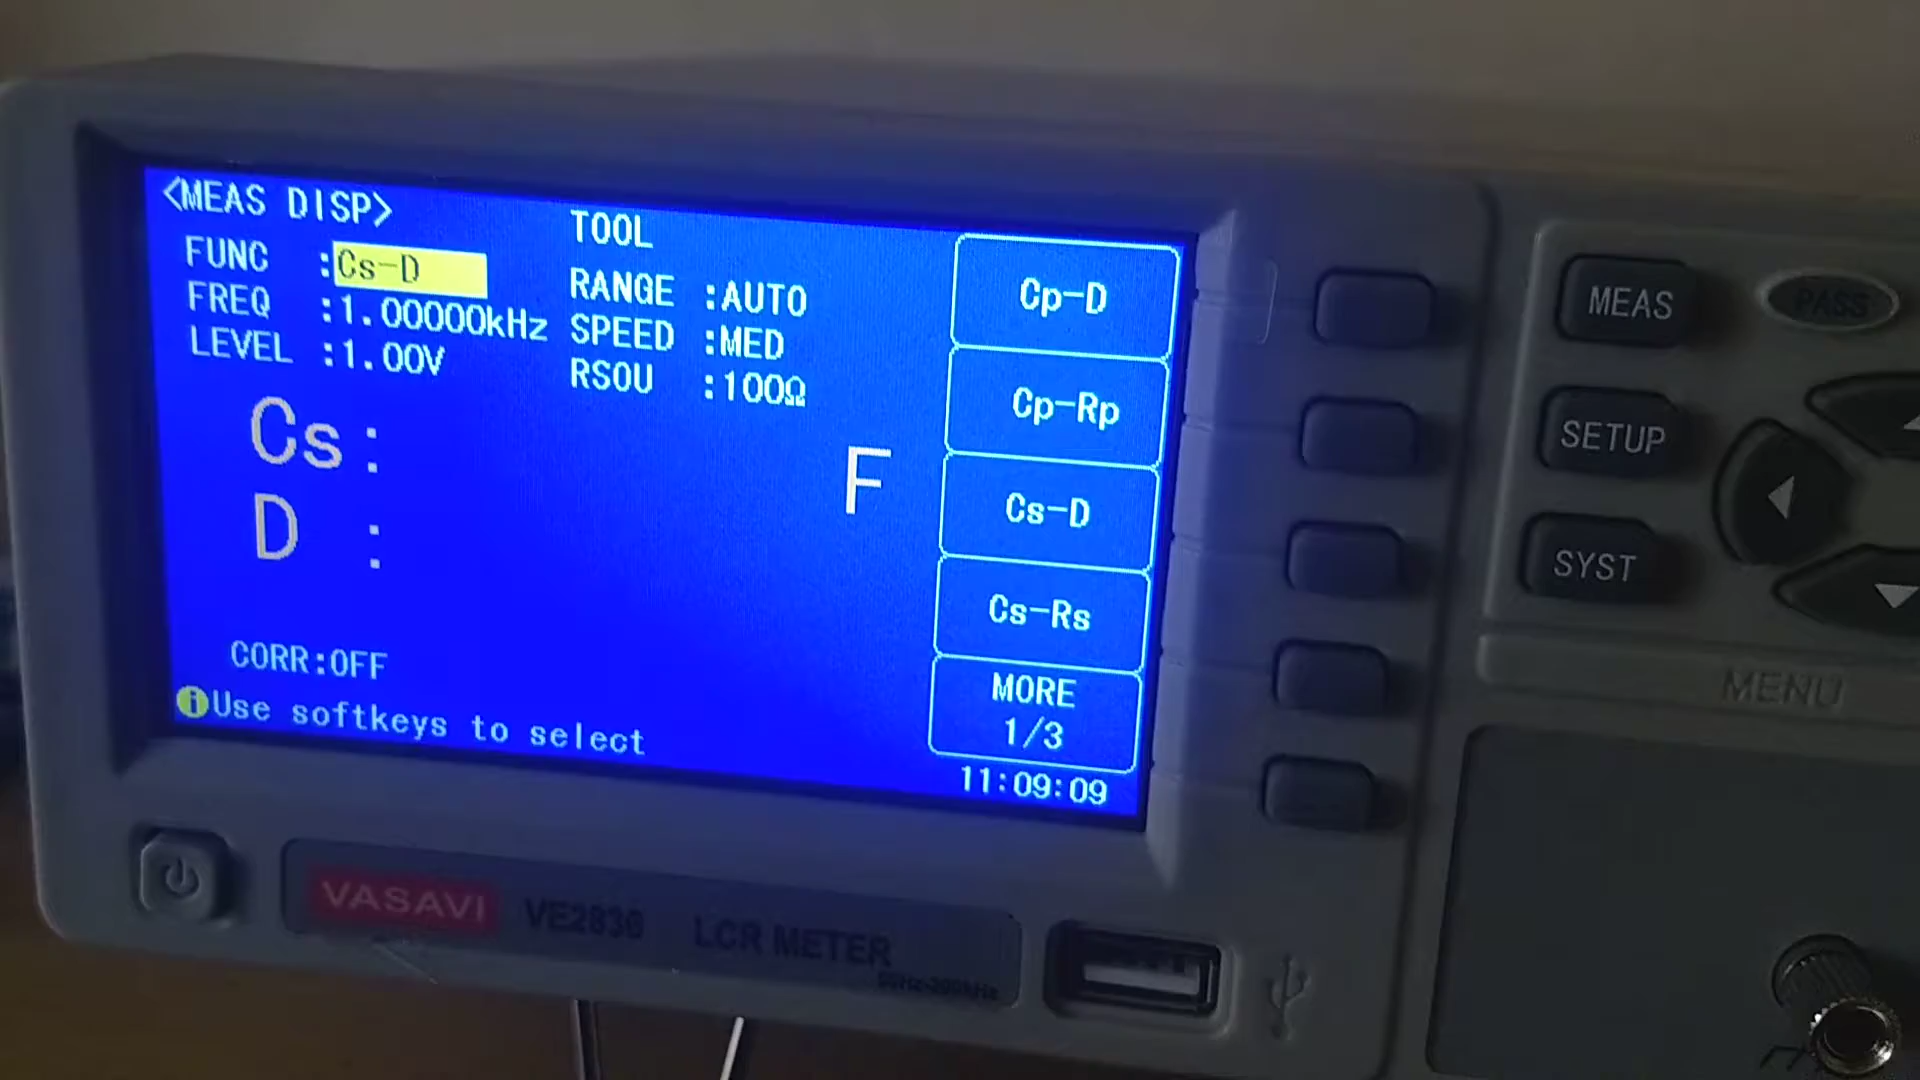 <MEAS DISP>
TOOL
FUNC :Cs-D
RANGE :AUTO
FREQ :1.00000kHz
SPEED :MED
LEVEL :1.00V
RSOU :100Ω
Cs: F
D :
CORR:OFF
Use softkeys to select
Cp-D
Cp-Rp
Cs-D
Cs-Rs
MORE
1/3
11:09:09
MEAS
PASS
SETUP
SYST
MENU
VASAVI VE2830 LCR METER